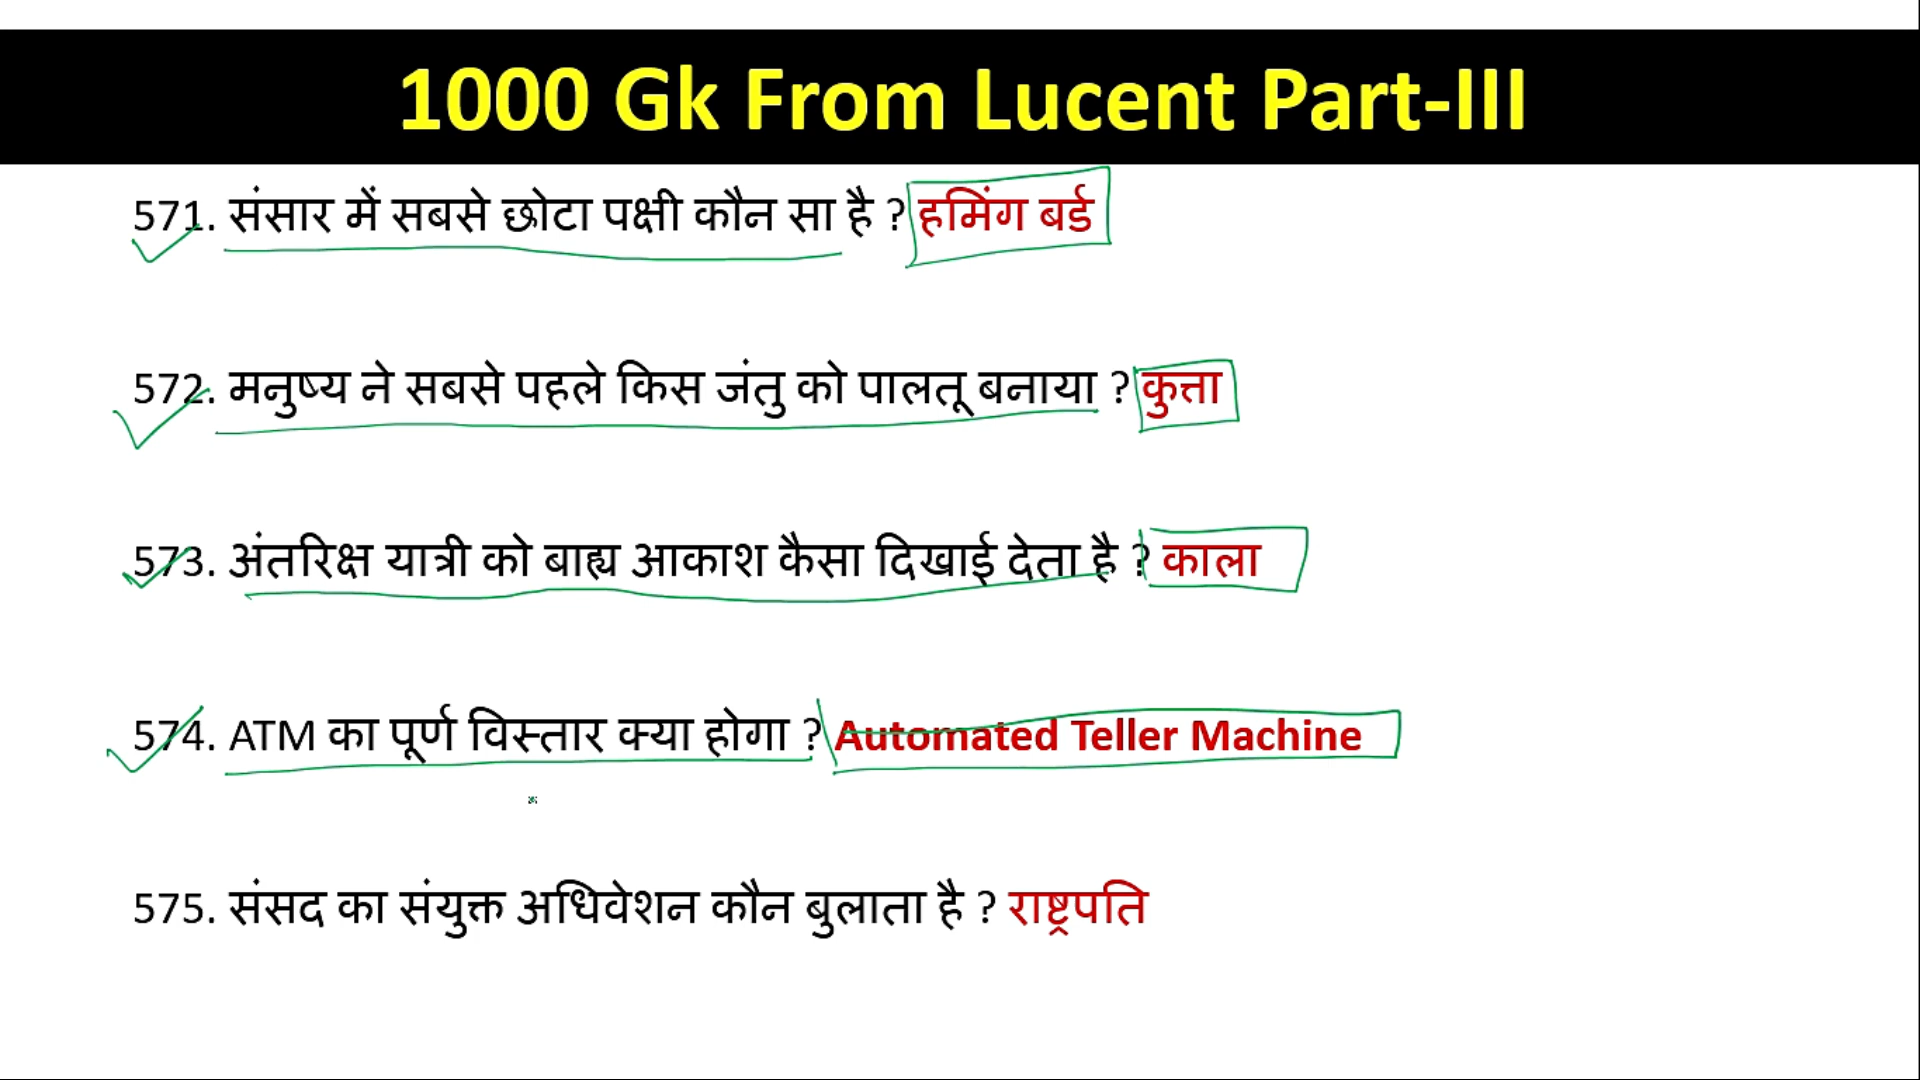 1000 Gk From Lucent Part-III
571. संसार में सबसे छोटा पक्षी कौन सा है ? हमिंग बर्ड
572. मनुष्य ने सबसे पहले किस जंतु को पालतू बनाया ? कुत्ता
573. अंतरिक्ष यात्री को बाह्य आकाश कैसा दिखाई देता है ? काला
574. ATM का पूर्ण विस्तार क्या होगा ? Automated Teller Machine
575. संसद का संयुक्त अधिवेशन कौन बुलाता है ? राष्ट्रपति